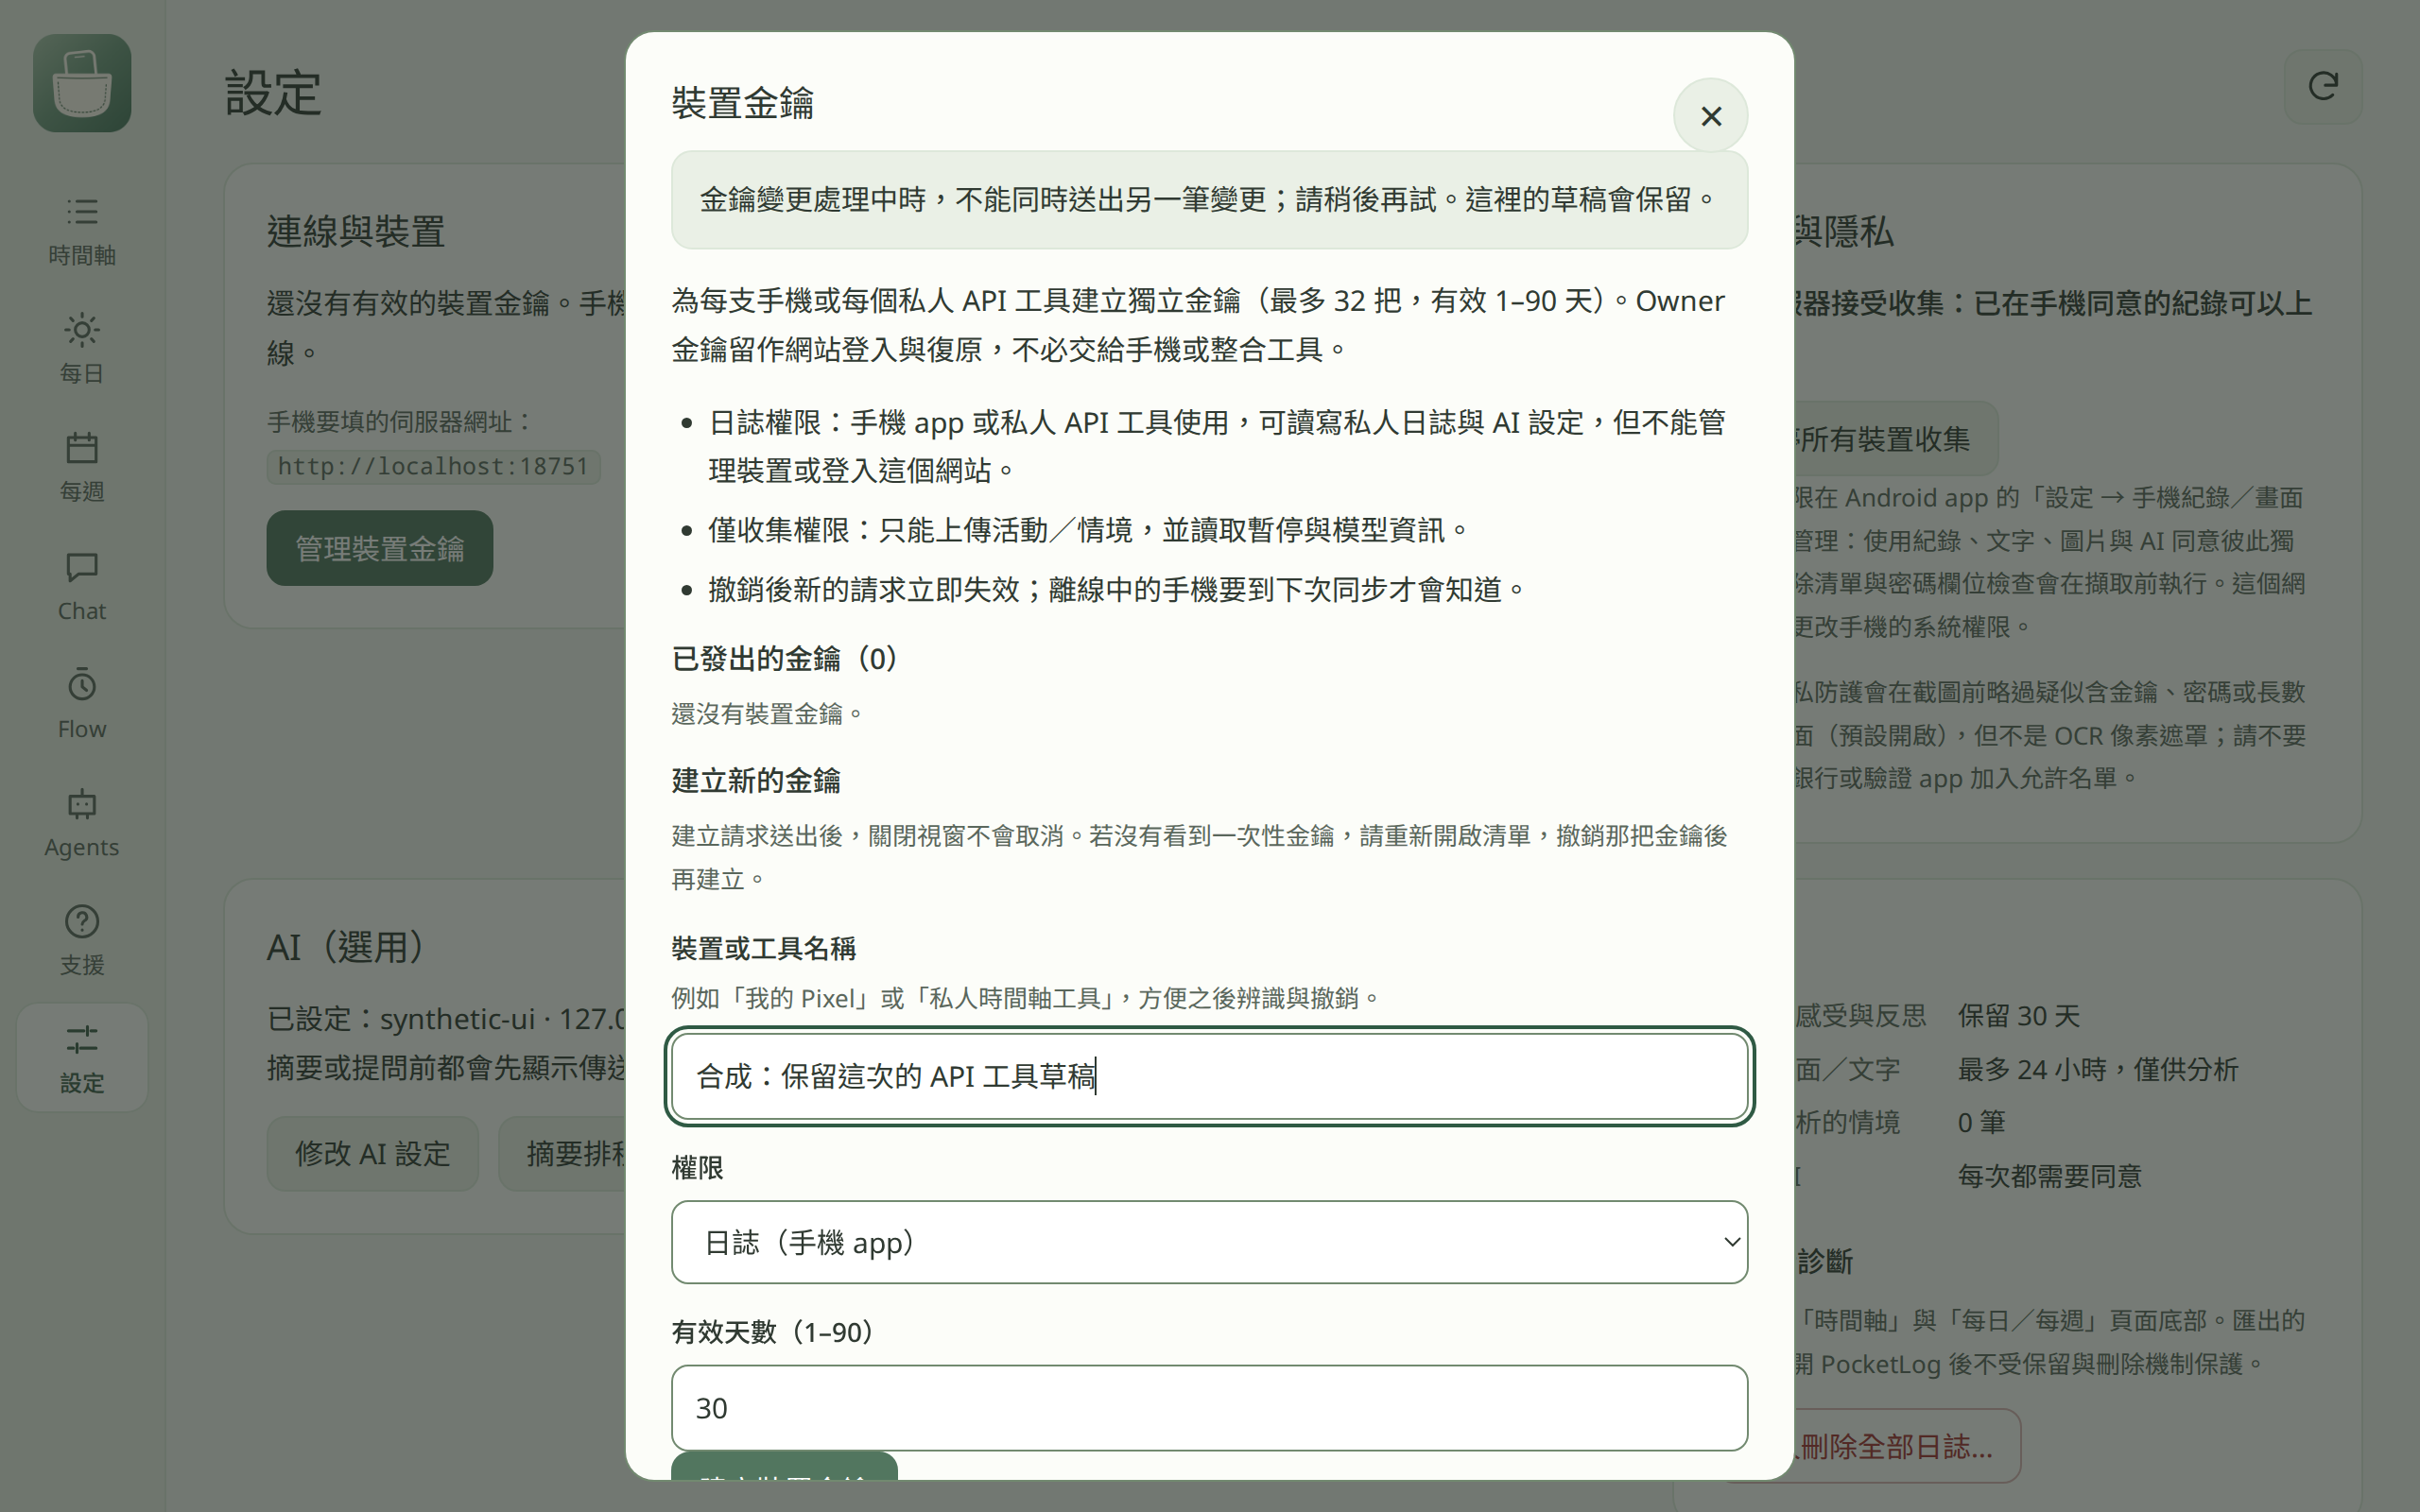 設定
時間軸
每日
每週
Chat
Flow
Agents
支援
設定
連線與裝置
還沒有有效的裝置金鑰。手機
線。
手機要填的伺服器網址：
http://localhost:18751
管理裝置金鑰
AI（選用）
已設定：synthetic-ui · 127.0
摘要或提問前都會先顯示傳送
修改 AI 設定
摘要排程
裝置金鑰
金鑰變更處理中時，不能同時送出另一筆變更；請稍後再試。這裡的草稿會保留。
為每支手機或每個私人 API 工具建立獨立金鑰（最多 32 把，有效 1–90 天）。Owner
金鑰留作網站登入與復原，不必交給手機或整合工具。
日誌權限：手機 app 或私人 API 工具使用，可讀寫私人日誌與 AI 設定，但不能管
理裝置或登入這個網站。
僅收集權限：只能上傳活動／情境，並讀取暫停與模型資訊。
撤銷後新的請求立即失效；離線中的手機要到下次同步才會知道。
已發出的金鑰（0）
還沒有裝置金鑰。
建立新的金鑰
建立請求送出後，關閉視窗不會取消。若沒有看到一次性金鑰，請重新開啟清單，撤銷那把金鑰後
再建立。
裝置或工具名稱
例如「我的 Pixel」或「私人時間軸工具」，方便之後辨識與撤銷。
合成：保留這次的 API 工具草稿
權限
日誌（手機 app）
有效天數（1–90）
30
與隱私
器接受收集：已在手機同意的紀錄可以上
所有裝置收集
限在 Android app 的「設定 → 手機紀錄／畫面
管理：使用紀錄、文字、圖片與 AI 同意彼此獨
除清單與密碼欄位檢查會在擷取前執行。這個網
更改手機的系統權限。
私防護會在截圖前略過疑似含金鑰、密碼或長數
面（預設開啟），但不是 OCR 像素遮罩；請不要
銀行或驗證 app 加入允許名單。
感受與反思 保留 30 天
面／文字 最多 24 小時，僅供分析
析的情境 0 筆
每次都需要同意
診斷
「時間軸」與「每日／每週」頁面底部。匯出的
開 PocketLog 後不受保留與刪除機制保護。
刪除全部日誌…